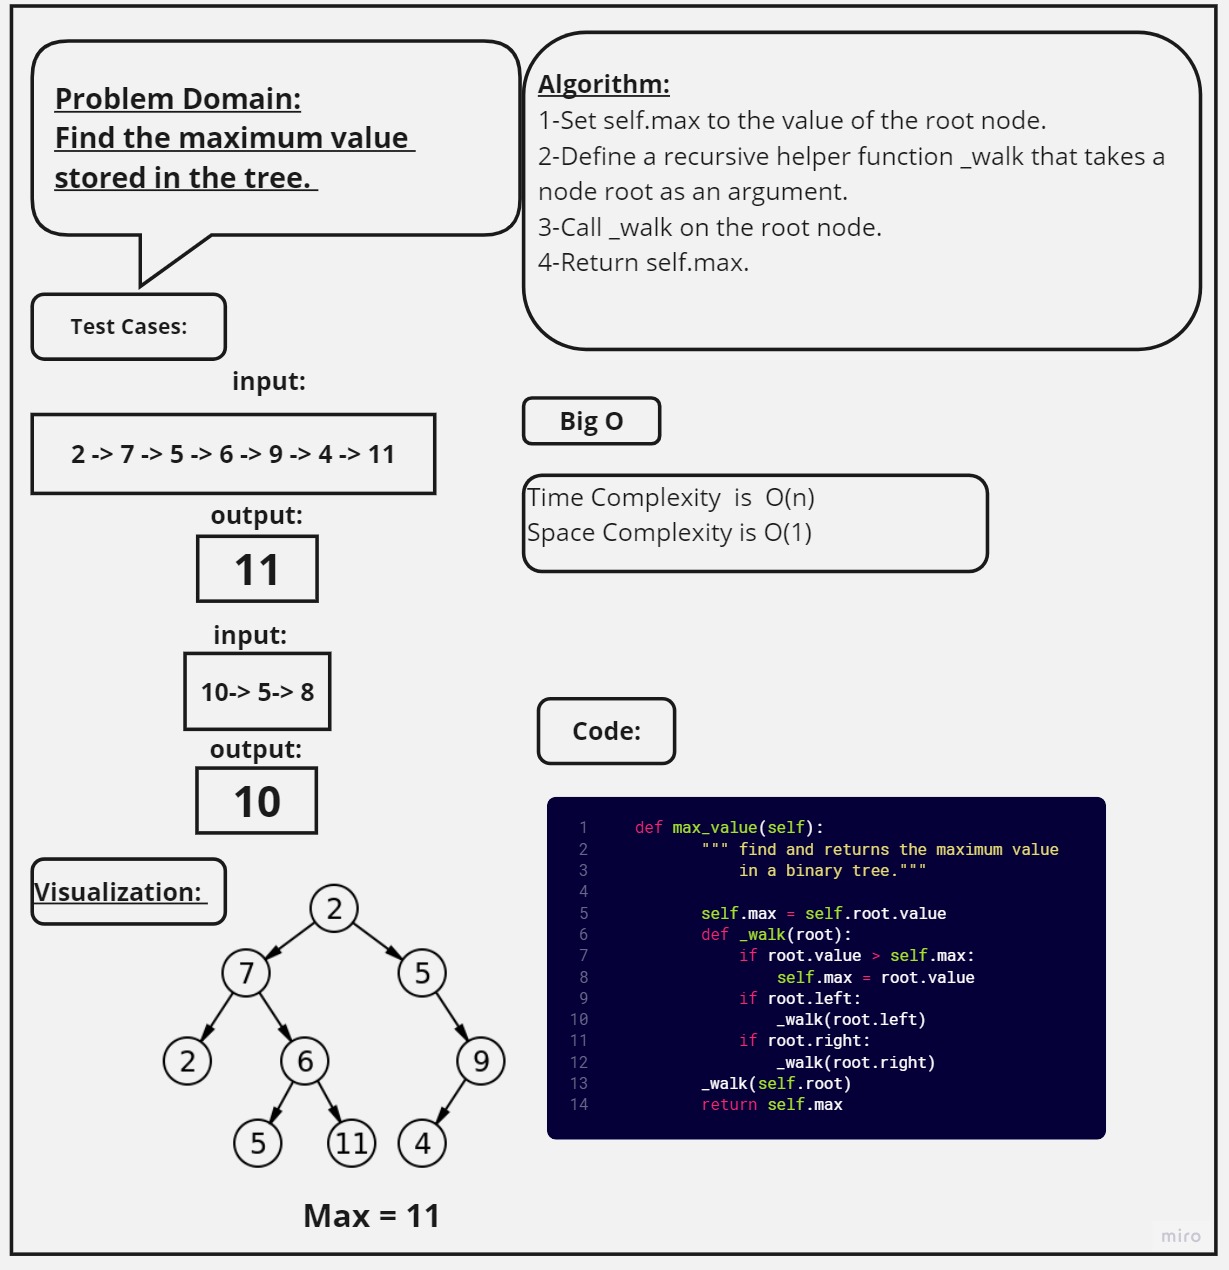 Problem Domain:
Find the maximum value
stored in the tree.
Algorithm:
1-Set self.max to the value of the root node.
2-Define a recursive helper function _walk that takes a
node root as an argument.
3-Call _walk on the root node.
4-Return self.max.
Test Cases:
input:
2 -> 7 -> 5 -> 6 -> 9 -> 4 -> 11
output:
11
input:
10-> 5-> 8
output:
10
Big O
Time Complexity  is  O(n)
Space Complexity is O(1)
Visualization:
2
7 5
2 6 9
5 11 4
Max = 11
Code:
1 def max_value(self):
2 """ find and returns the maximum value
3 in a binary tree."""
4
5 self.max = self.root.value
6 def _walk(root):
7 if root.value > self.max:
8 self.max = root.value
9 if root.left:
10 _walk(root.left)
11 if root.right:
12 _walk(root.right)
13 _walk(self.root)
14 return self.max
miro